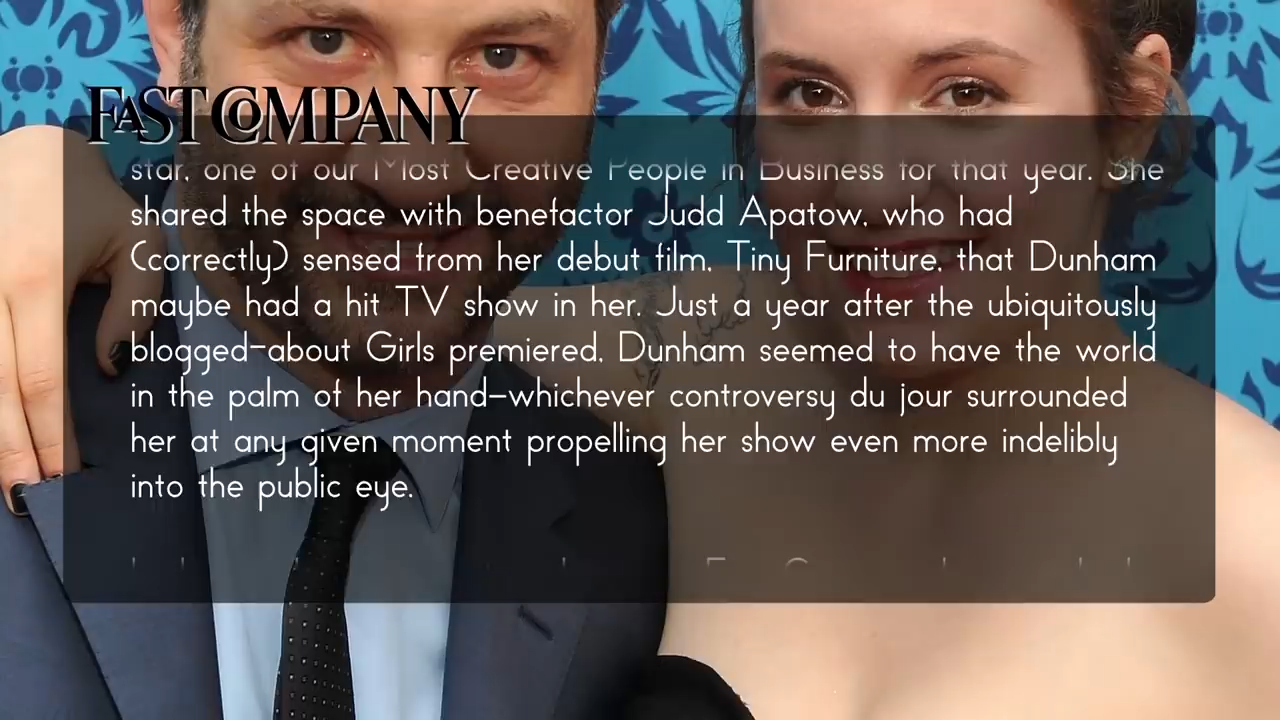 FAST COMPANY
star, one of our Most Creative People in Business for that year. She
shared the space with benefactor Judd Apatow, who had
(correctly) sensed from her debut film, Tiny Furniture, that Dunham
maybe had a hit TV show in her. Just a year after the ubiquitously
blogged-about Girls premiered, Dunham seemed to have the world
in the palm of her hand—whichever controversy du jour surrounded
her at any given moment propelling her show even more indelibly
into the public eye.